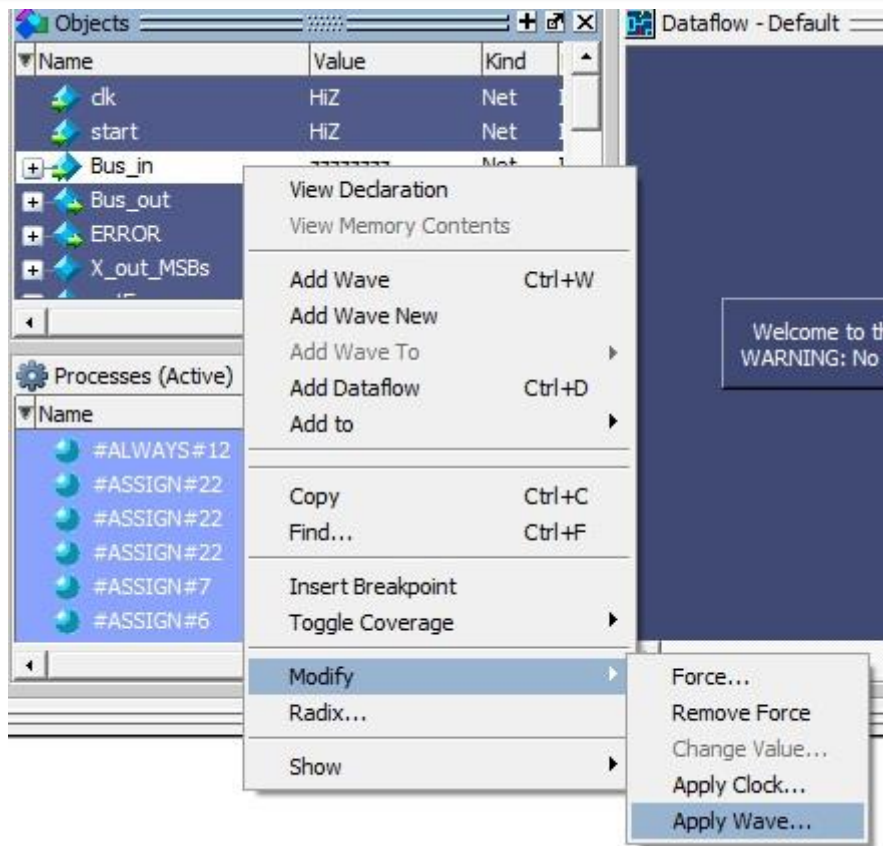 Objects
Dataflow - Default
Name Value Kind
clk HiZ Net
start HiZ Net
Bus_in zzzzzzzz Net
Bus_out
ERROR
X_out_MSBs
Processes (Active)
Name
#ALWAYS#12
#ASSIGN#22
#ASSIGN#22
#ASSIGN#22
#ASSIGN#7
#ASSIGN#6
View Declaration
View Memory Contents
Add Wave Ctrl+W
Add Wave New
Add Wave To
Add Dataflow Ctrl+D
Add to
Copy Ctrl+C
Find... Ctrl+F
Insert Breakpoint
Toggle Coverage
Modify
Radix...
Show
Force...
Remove Force
Change Value...
Apply Clock...
Apply Wave...
Welcome to th
WARNING: No